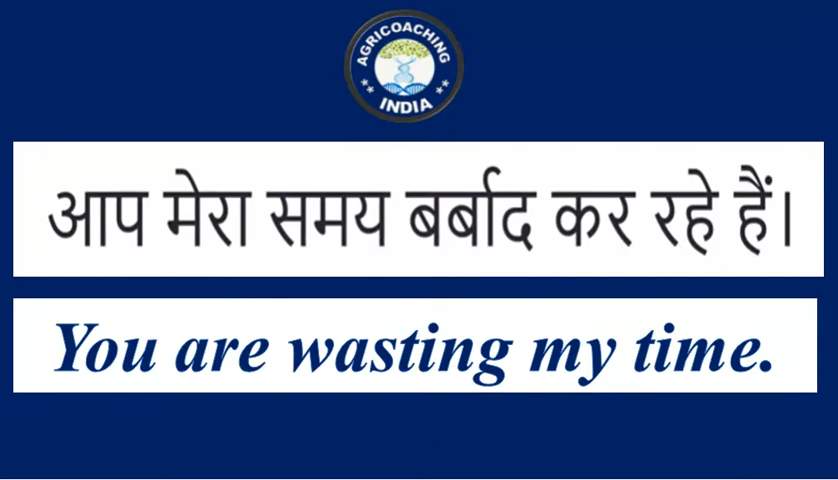 AGRICOACHING
INDIA
आप मेरा समय बर्बाद कर रहे हैं।
You are wasting my time.